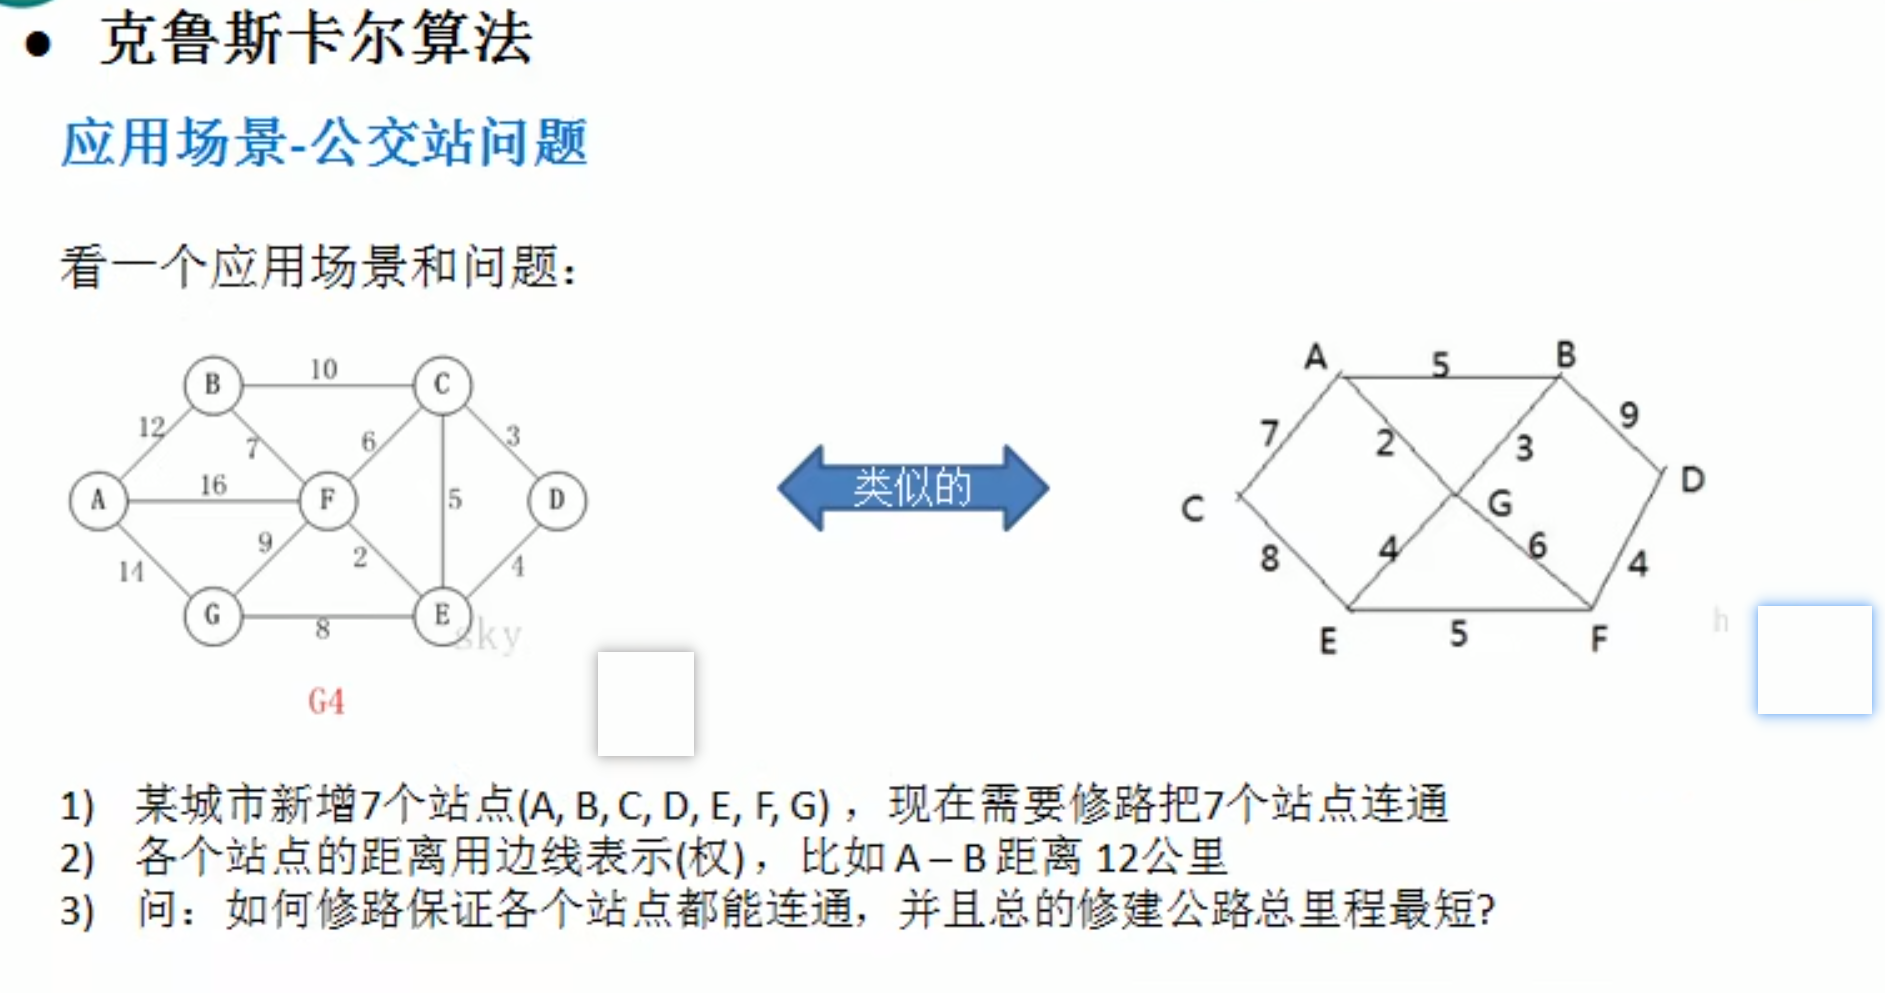 ● 克鲁斯卡尔算法
应用场景-公交站问题
看一个应用场景和问题：
B 10 C
12 7 6 3
A 16 F 5 D
14 9 2 4
G 8 E
sky
G4
类似的
A 5 B
7 2 3 9
C G D
8 4 6 4
E 5 F
h
1) 某城市新增7个站点(A, B, C, D, E, F, G) ，现在需要修路把7个站点连通
2) 各个站点的距离用边线表示(权) ，比如 A – B 距离 12公里
3) 问：如何修路保证各个站点都能连通，并且总的修建公路总里程最短?